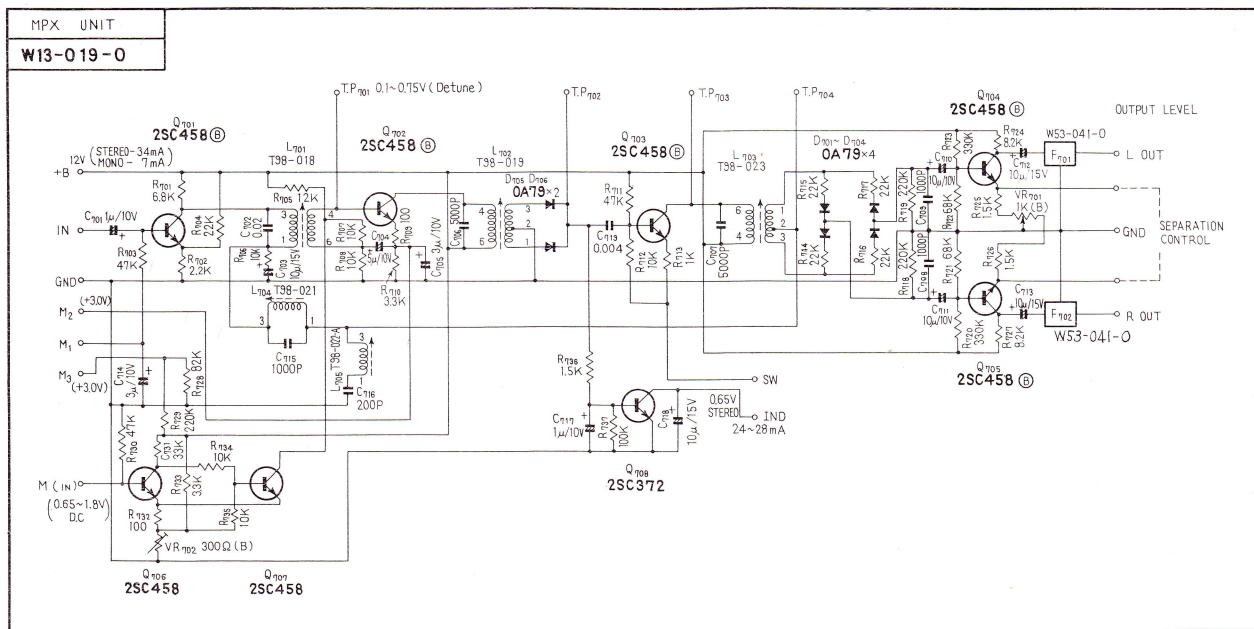 MPX UNIT
W13-019-0
T.P701 0.1~0.75V (Detune)
T.P702
T.P703
T.P704
Q701
2SC458 Ⓑ
Q702
2SC458 Ⓑ
Q703
2SC458 Ⓑ
Q704
2SC458 Ⓑ
OUTPUT LEVEL
12V (STEREO-34mA
MONO - 7mA)
+B
L701
T98-018
L702
T98-019
L703
T98-023
D705 D706
OA79×2
D701~D704
OA79×4
W53-041-0
F701
L OUT
R701
6.8K
R705 12K
R704
22K
C702
0.02
R706
10K
C703
10μ/15V
R707
10K
R708
10K
C704
3μ/10V
R709
100
R710
3.3K
C705 3μ/10V
C706
5000P
R711
47K
C719
0.004
R712
10K
R713
1K
C707
5000P
R715
22K
R717
22K
R714
22K
R716
22K
R719
220K
C709
1000P
R718
220K
C708
1000P
C710
10μ/10V
C711
10μ/10V
R723
330K
R724
8.2K
C712
10μ/15V
R722
68K
R721
68K
R725
1.5K
VR701
1K(B)
R726
1.5K
C713
10μ/15V
R720
330K
R727
8.2K
C701 1μ/10V
IN
R703
47K
R702
2.2K
GND
GND
SEPARATION
CONTROL
F702
R OUT
W53-041-0
Q705
2SC458 Ⓑ
L704
T98-021
3
1
C715
1000P
L705 T98-022-A
3
1
C716
200P
M2
(+3.0V)
M1
M3
(+3.0V)
C714
3μ/10V
R728
82K
R729
220K
R730 47K
C731
33K
R733
3.3K
R734
10K
R735
10K
R732
100
VR702 300Ω(B)
M (IN)
(0.65~1.8V)
D.C
Q706
2SC458
Q707
2SC458
R736
1.5K
C717
1μ/10V
R737
100K
C718
10μ/15V
Q708
2SC372
SW
0.65V
STEREO
IND
24~28mA